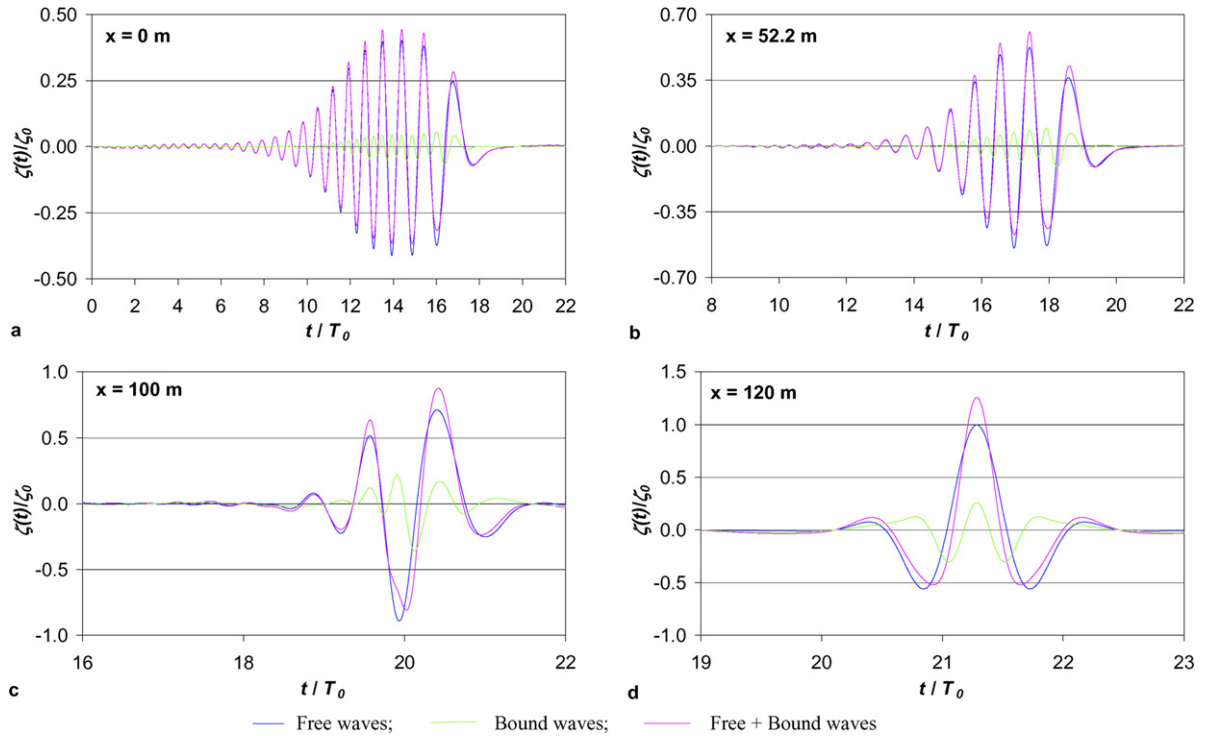 x = 0 m
ζ(t)/ζ0
0.50
0.25
0.00
-0.25
-0.50
0 2 4 6 8 10 12 14 16 18 20 22
t / T0
a
x = 52.2 m
ζ(t)/ζ0
0.70
0.35
0.00
-0.35
-0.70
8 10 12 14 16 18 20 22
t / T0
b
x = 100 m
ζ(t)/ζ0
1.0
0.5
0.0
-0.5
-1.0
16 18 20 22
t / T0
c
x = 120 m
ζ(t)/ζ0
1.5
1.0
0.5
0.0
-0.5
-1.0
19 20 21 22 23
t / T0
d
Free waves; Bound waves; Free + Bound waves